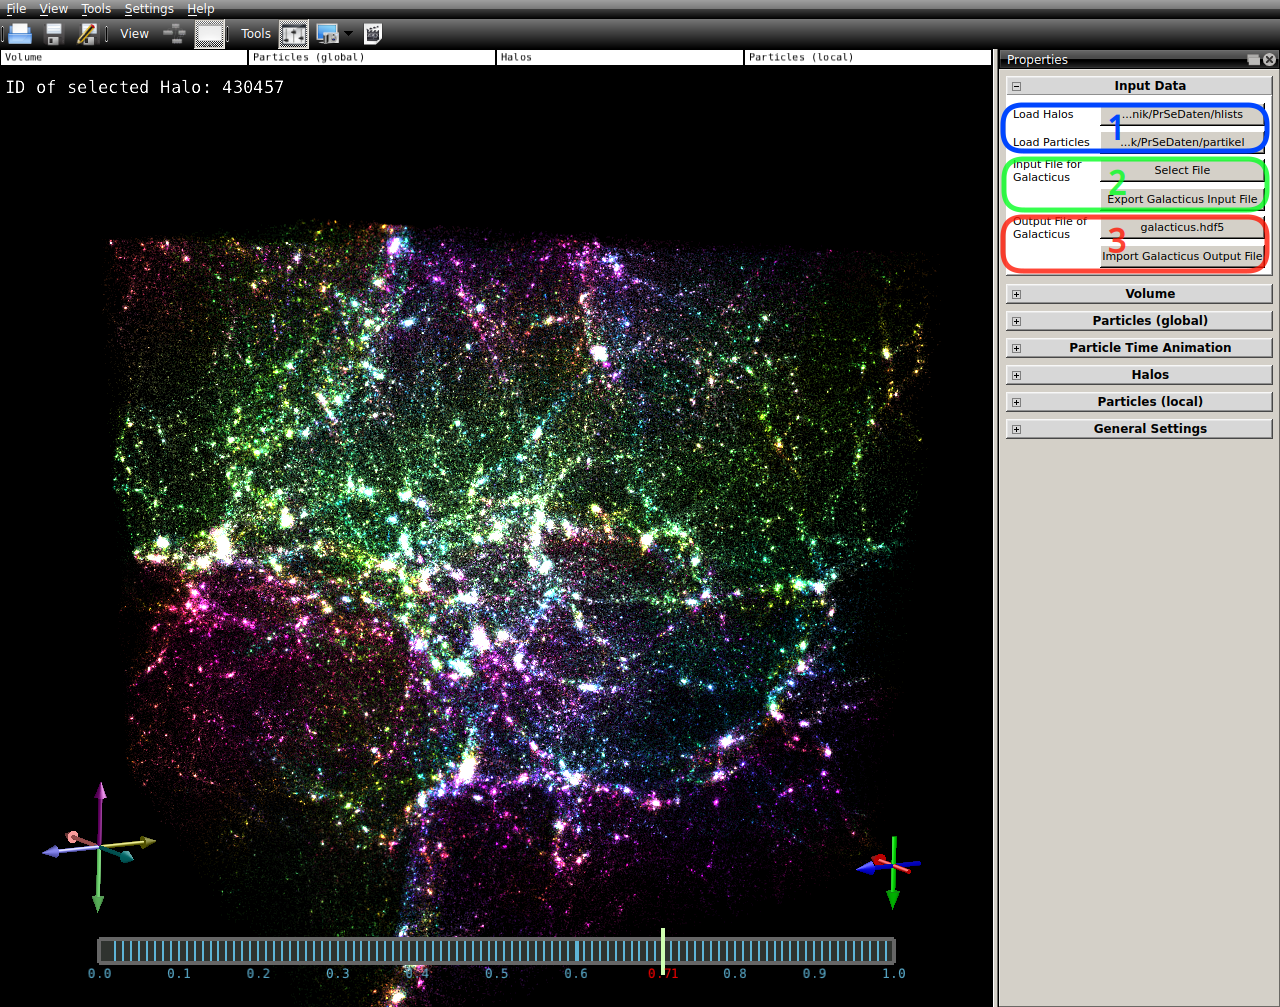 File View Tools Settings Help
View Tools
Volume Particles (global) Halos Particles (local)
ID of selected Halo: 430457
Properties
Input Data
Load Halos ...nik/PrSeDaten/hlists
1
Load Particles ...k/PrSeDaten/partikel
Input File for Galacticus Select File
2
Export Galacticus Input File
Output File of Galacticus galacticus.hdf5
3
Import Galacticus Output File
Volume
Particles (global)
Particle Time Animation
Halos
Particles (local)
General Settings
0.0 0.1 0.2 0.3 0.4 0.5 0.6 0.71 0.8 0.9 1.0